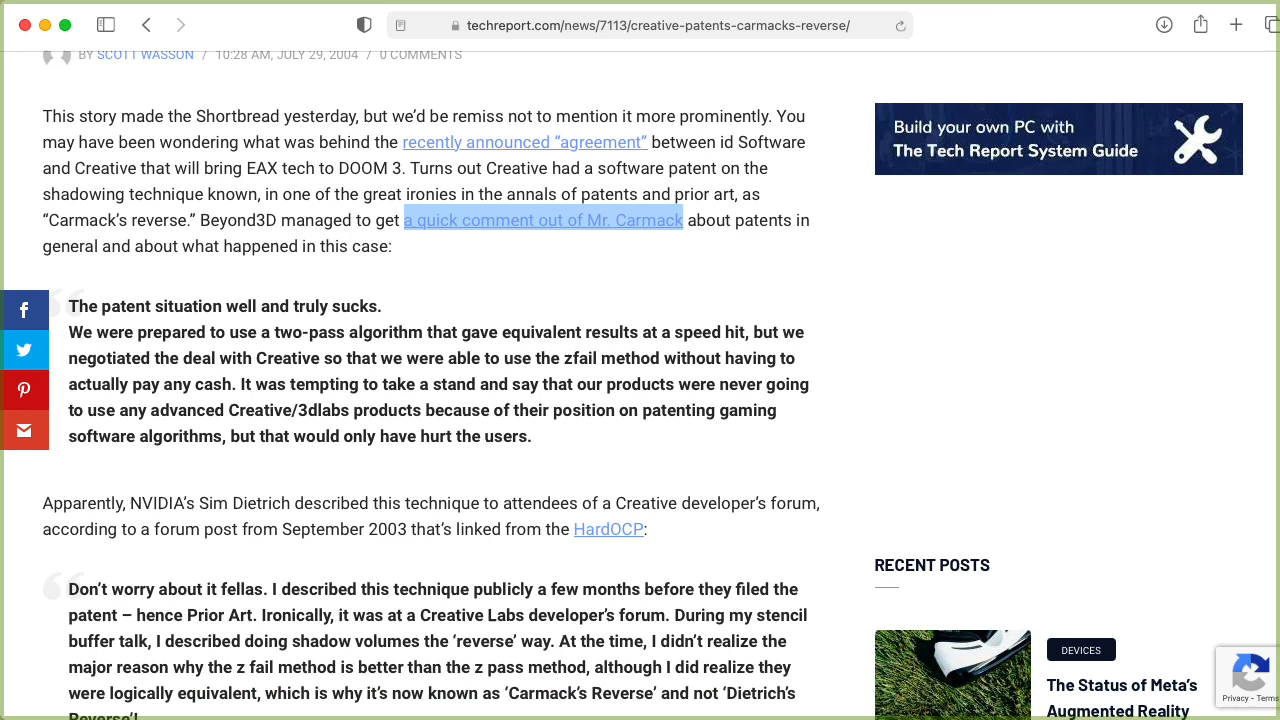 techreport.com/news/7113/creative-patents-carmacks-reverse/
BY SCOTT WASSON / 10:28 AM, JULY 29, 2004 / 0 COMMENTS
This story made the Shortbread yesterday, but we’d be remiss not to mention it more prominently. You
may have been wondering what was behind the recently announced “agreement” between id Software
and Creative that will bring EAX tech to DOOM 3. Turns out Creative had a software patent on the
shadowing technique known, in one of the great ironies in the annals of patents and prior art, as
“Carmack’s reverse.” Beyond3D managed to get a quick comment out of Mr. Carmack about patents in
general and about what happened in this case:
The patent situation well and truly sucks.
We were prepared to use a two-pass algorithm that gave equivalent results at a speed hit, but we
negotiated the deal with Creative so that we were able to use the zfail method without having to
actually pay any cash. It was tempting to take a stand and say that our products were never going
to use any advanced Creative/3dlabs products because of their position on patenting gaming
software algorithms, but that would only have hurt the users.
Apparently, NVIDIA’s Sim Dietrich described this technique to attendees of a Creative developer’s forum,
according to a forum post from September 2003 that’s linked from the HardOCP:
Don’t worry about it fellas. I described this technique publicly a few months before they filed the
patent – hence Prior Art. Ironically, it was at a Creative Labs developer’s forum. During my stencil
buffer talk, I described doing shadow volumes the ‘reverse’ way. At the time, I didn’t realize the
major reason why the z fail method is better than the z pass method, although I did realize they
were logically equivalent, which is why it’s now known as ‘Carmack’s Reverse’ and not ‘Dietrich’s
Reverse’!
Build your own PC with
The Tech Report System Guide
RECENT POSTS
DEVICES
The Status of Meta’s
Augmented Reality
Privacy - Terms